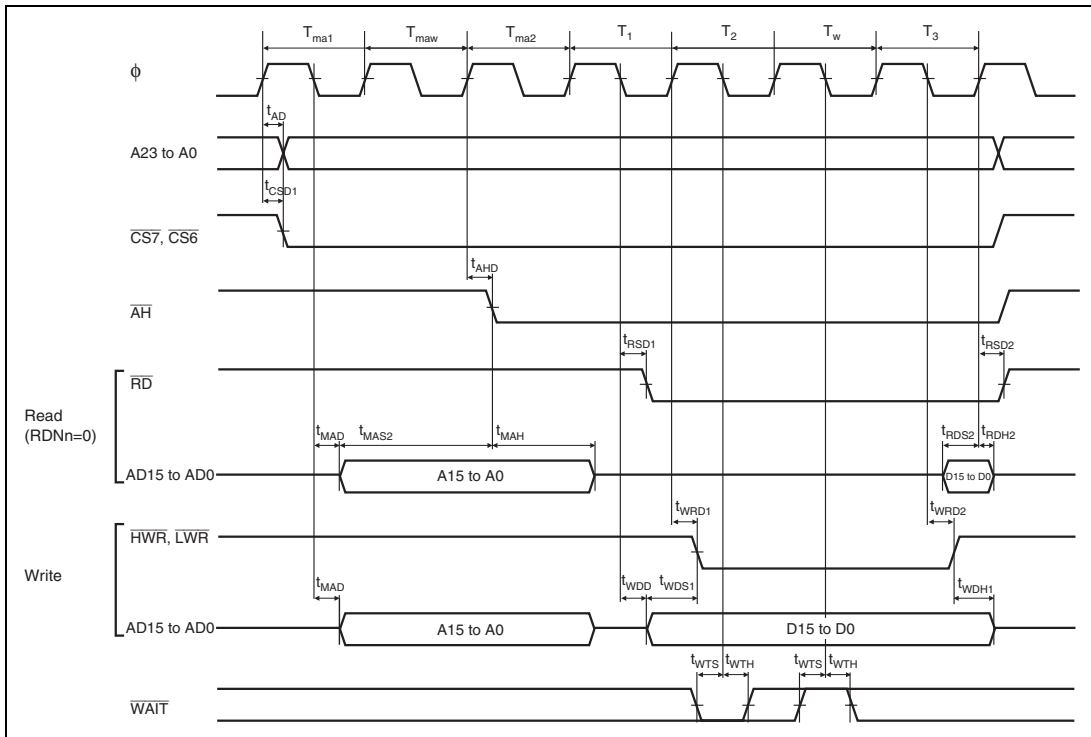 Tma1 Tmaw Tma2 T1 T2 Tw T3
ϕ
tAD
A23 to A0
tCSD1
CS7, CS6
tAHD
AH
tRSD1 tRSD2
RD
Read
(RDNn=0)
tMAD tMAS2 tMAH tRDS2 tRDH2
AD15 to AD0 A15 to A0 D15 to D0
tWRD1 tWRD2
HWR, LWR
Write
tMAD tWDD tWDS1 tWDH1
AD15 to AD0 A15 to A0 D15 to D0
tWTS tWTH tWTS tWTH
WAIT